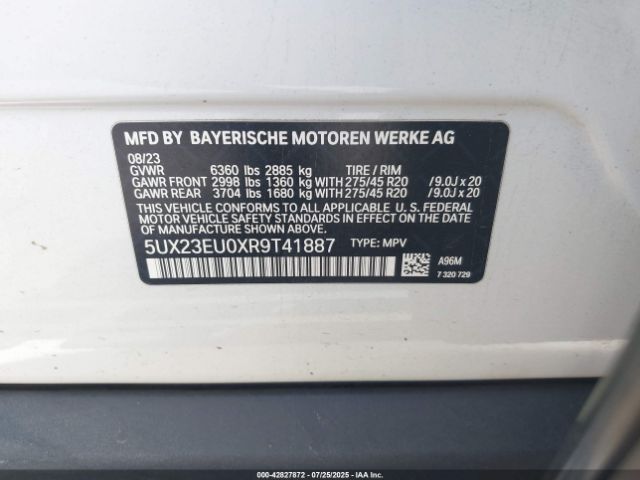 MFD BY BAYERISCHE MOTOREN WERKE AG
08/23
GVWR 6360 lbs 2885 kg TIRE / RIM
GAWR FRONT 2998 lbs 1360 kg WITH 275/45 R20 /9.0J x 20
GAWR REAR 3704 lbs 1680 kg WITH 275/45 R20 /9.0J x 20
THIS VEHICLE CONFORMS TO ALL APPLICABLE U. S. FEDERAL
MOTOR VEHICLE SAFETY STANDARDS IN EFFECT
ON THE DATE OF MANUFACTURE SHOWN ABOVE.
5UX23EU0XR9T41887 TYPE: MPV
A96M
7 320 729
000-42827872 | 07/25/2025 | ACCESS.IAAI.COM